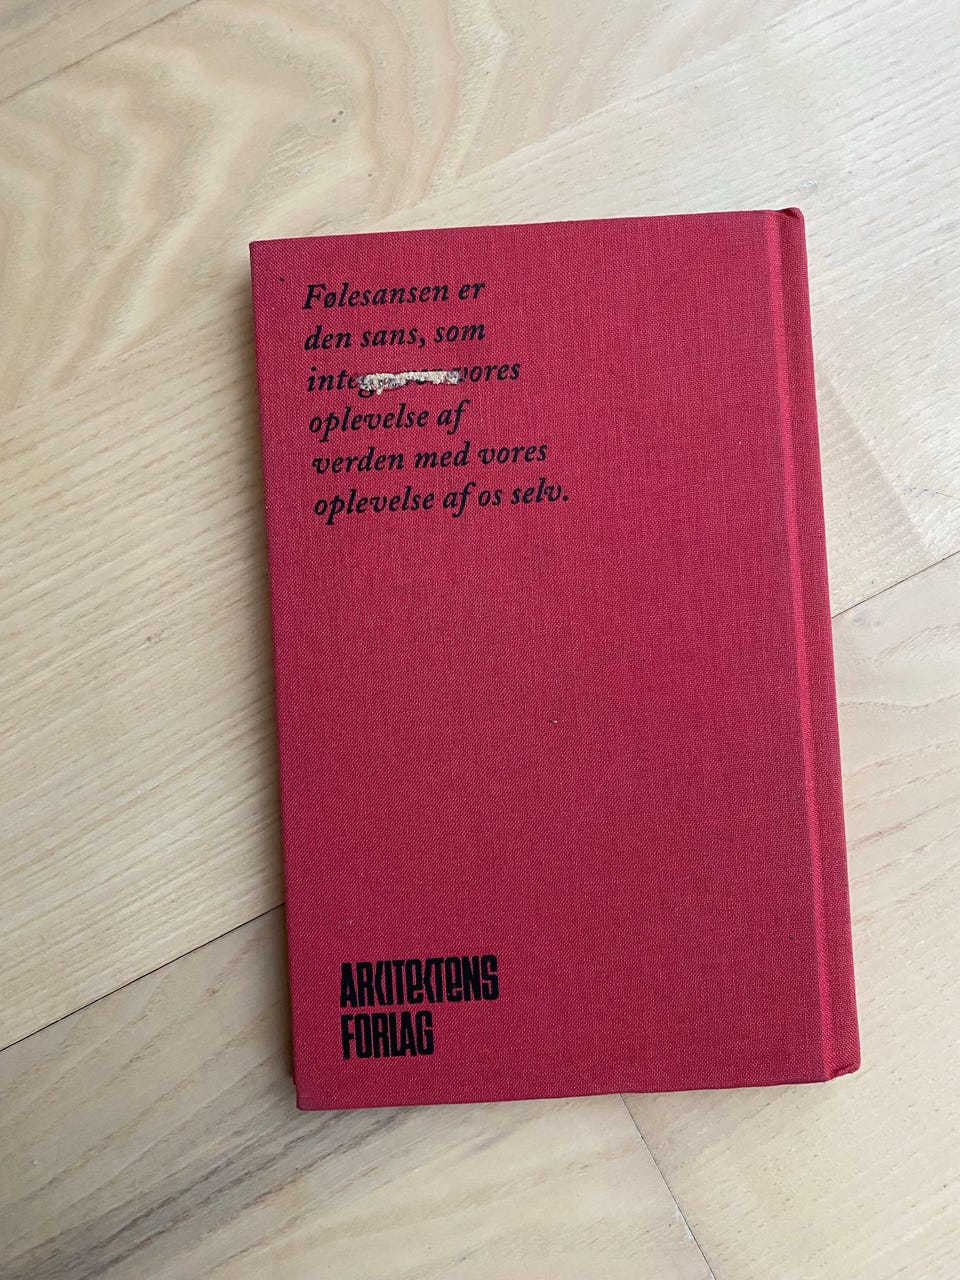 Følesansen er
den sans, som
vores
oplevelse af
verden med vores
oplevelse af os selv.
ARKITEKTENS
FORLAG